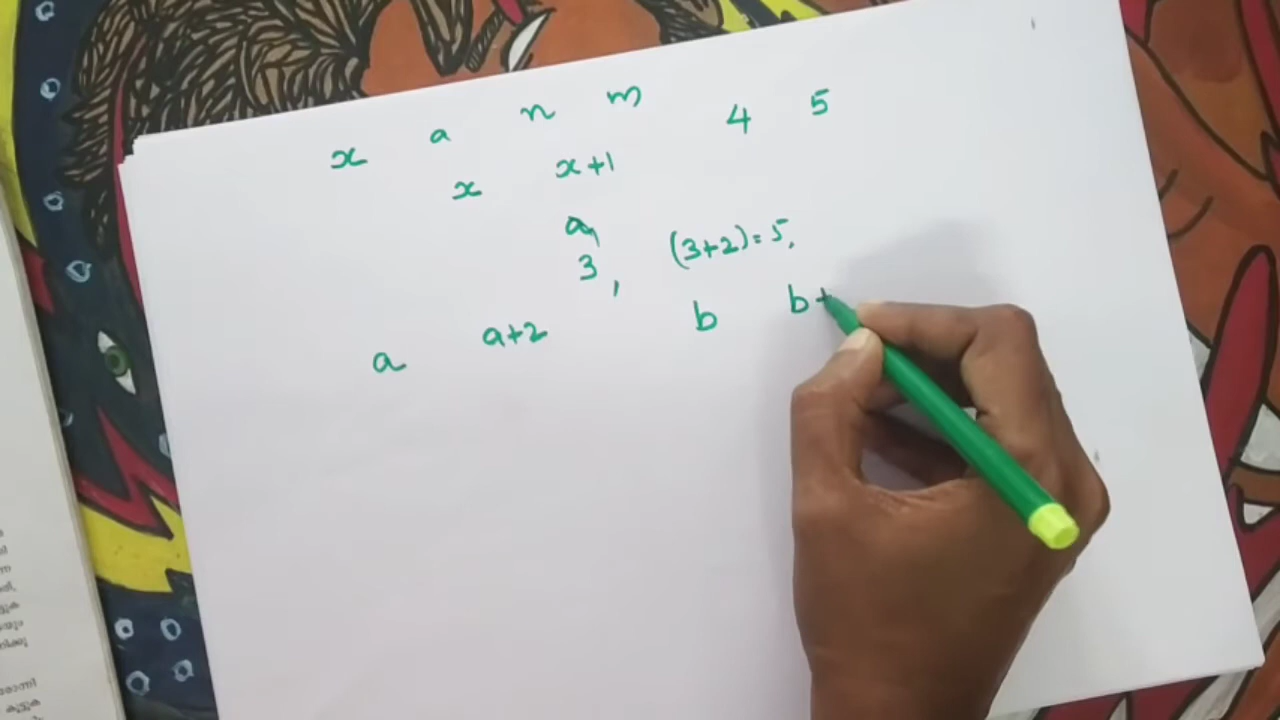 x a n m 4 5
x x+1
a,
3, (3+2)=5,
a a+2 b b+